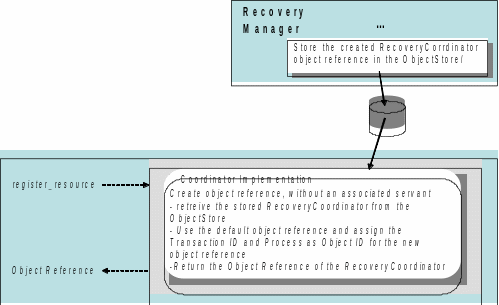 Recovery
Manager
...
Store the created RecoveryCorrdinator
object reference in the ObjectStore/
Coordinator Implementation
register_resource
Create object reference, without an associated servant
- retreive the stored RecoveryCoordinator from the
ObjectStore
- Use the default object reference and assign the
Transaction ID and Process as Object ID for the new
object reference
-Return the Object Reference of the RecoveryCoordinator
Object Reference